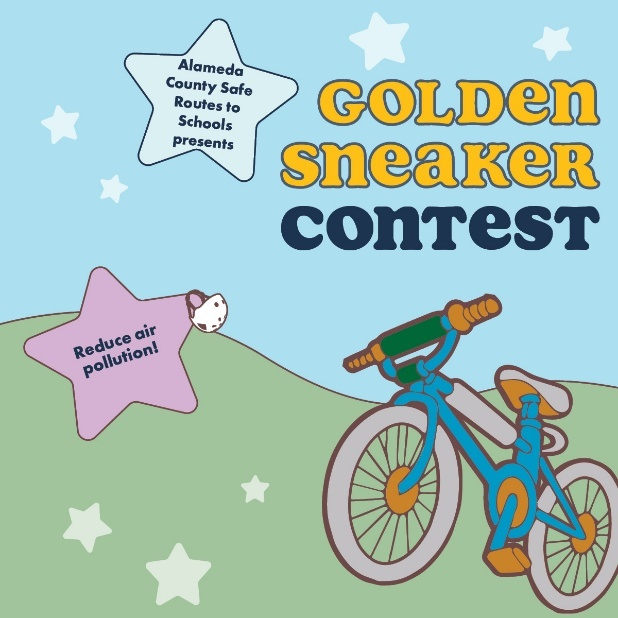 Alameda
County Safe
Routes to
Schools
presents
GOLDEN
SNEAKER
CONTEST
Reduce air
pollution!